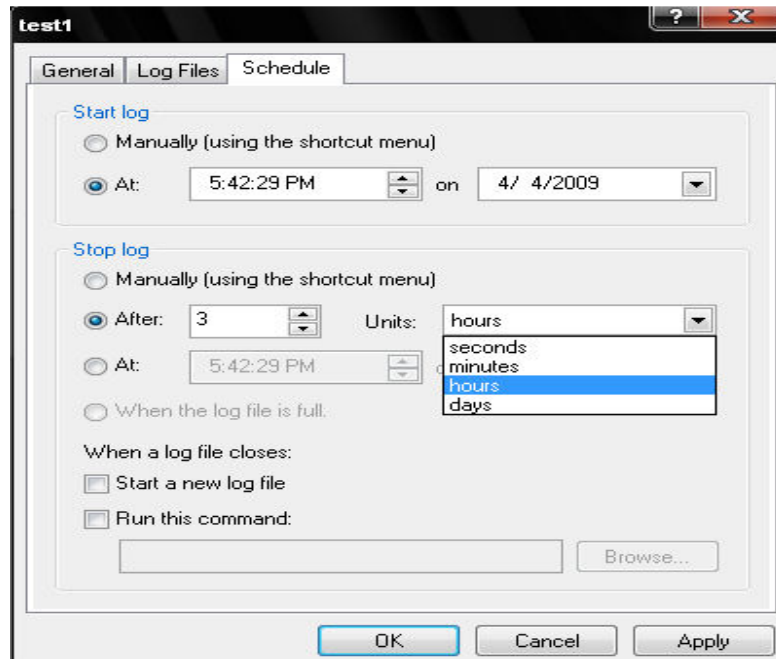 test1
?
General Log Files Schedule
Start log
Manually (using the shortcut menu)
At: 5:42:29 PM on 4/ 4/2009
Stop log
Manually (using the shortcut menu)
After: 3 Units: hours
seconds
minutes
hours
days
At: 5:42:29 PM
When the log file is full.
When a log file closes:
Start a new log file
Run this command:
Browse...
OK Cancel Apply